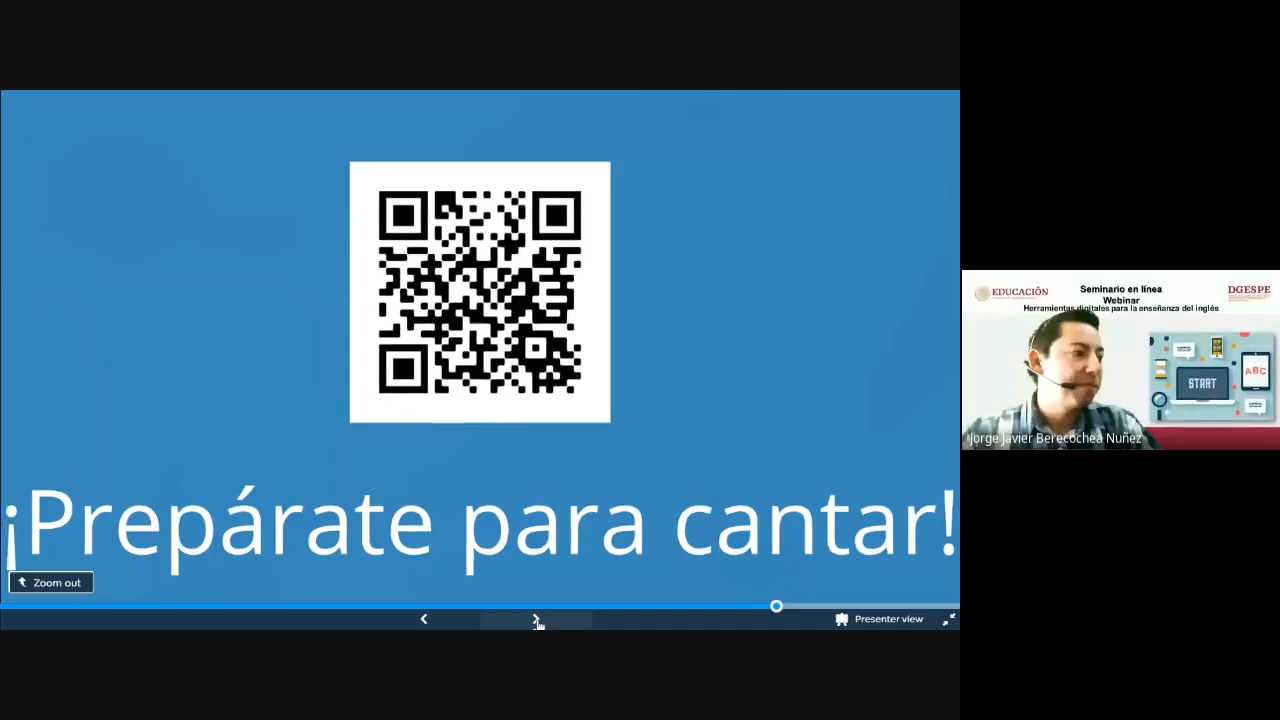 ¡Prepárate para cantar!
Zoom out
Presenter view
EDUCACIÓN
Seminario en línea
Webinar
Herramientas digitales para la enseñanza del inglés
DGESPE
START
ABC
Jorge Javier Berecochea Nuñez